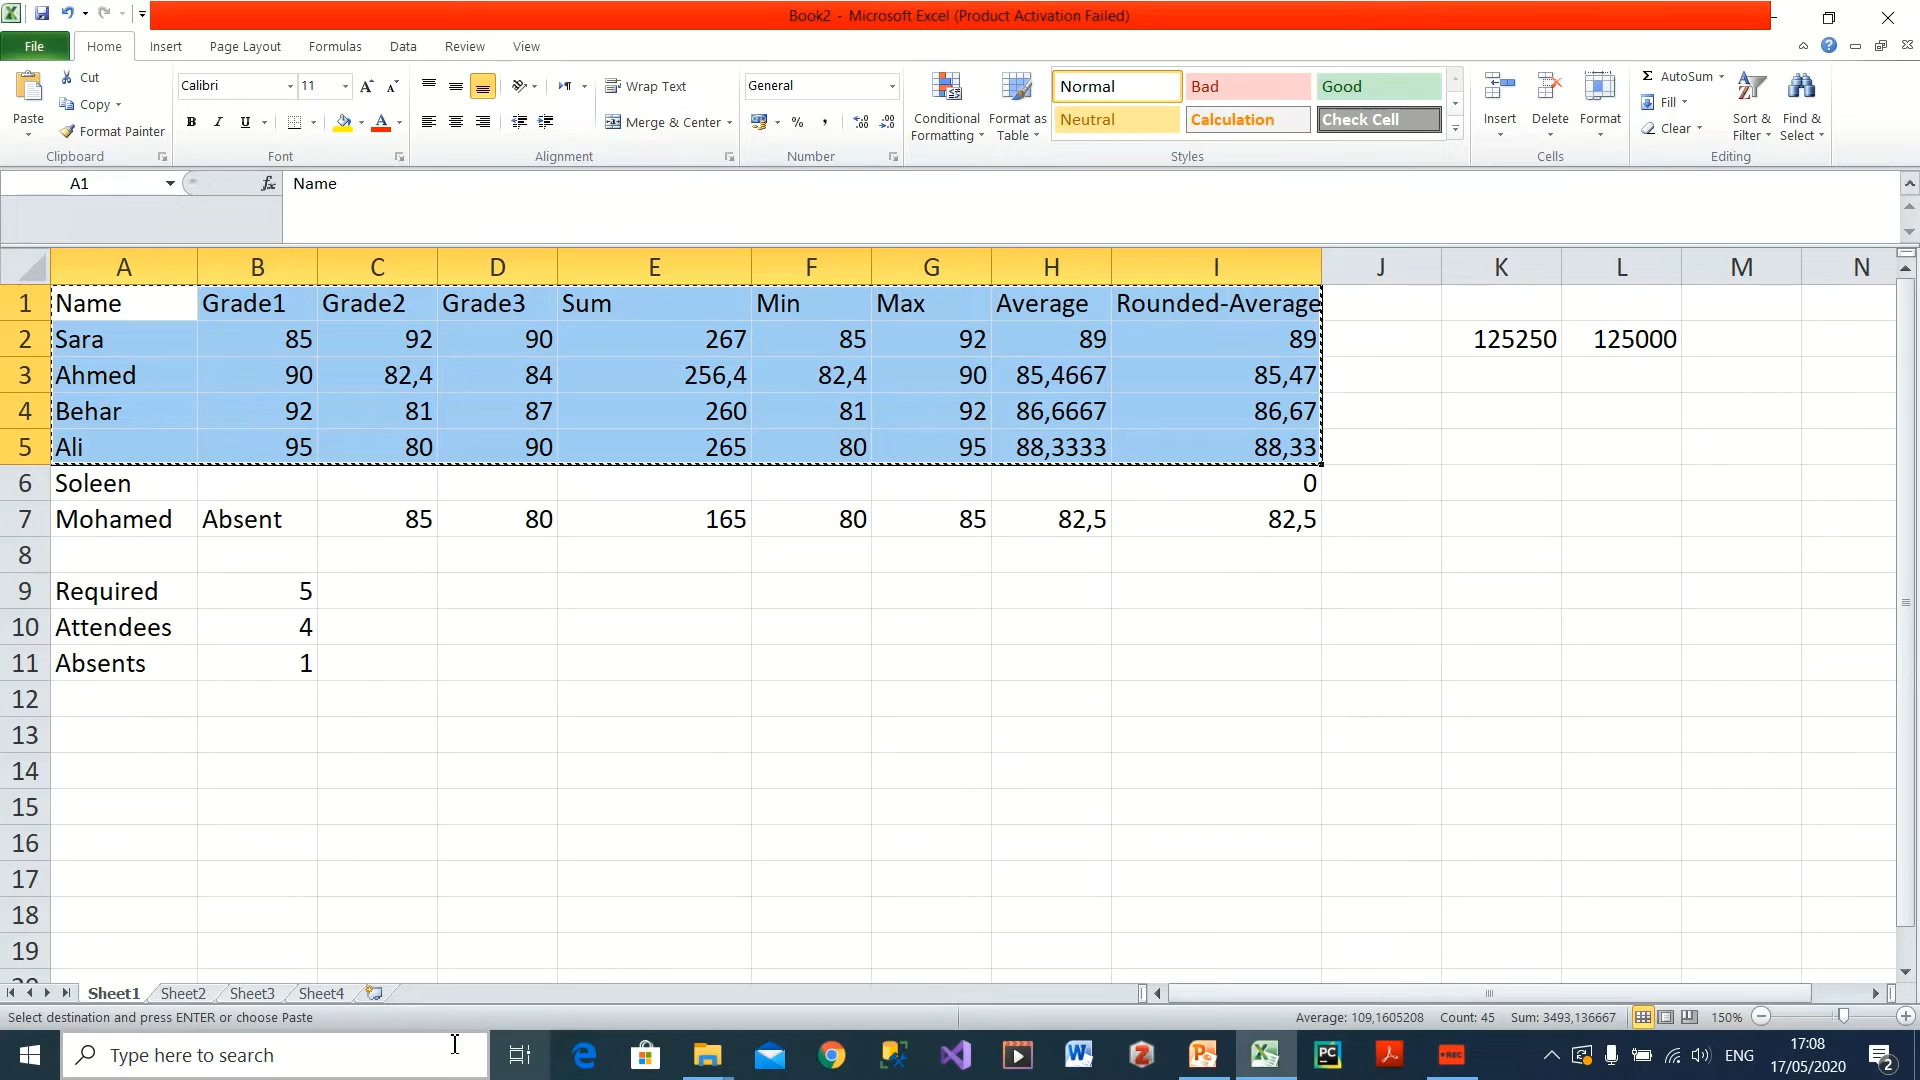 Book2 - Microsoft Excel (Product Activation Failed)
File Home Insert Page Layout Formulas Data Review View
Paste Cut Copy Format Painter Clipboard
Calibri 11 B I U Font
Wrap Text Merge & Center Alignment
General % , Number
Conditional Formatting Format as Table
Normal Bad Good
Neutral Calculation Check Cell
Styles
Insert Delete Format Cells
AutoSum Fill Clear Sort & Filter Find & Select Editing
A1 fx Name
A B C D E F G H I J K L M N
1 Name Grade1 Grade2 Grade3 Sum Min Max Average Rounded-Average
2 Sara 85 92 90 267 85 92 89 89 125250 125000
3 Ahmed 90 82,4 84 256,4 82,4 90 85,4667 85,47
4 Behar 92 81 87 260 81 92 86,6667 86,67
5 Ali 95 80 90 265 80 95 88,3333 88,33
6 Soleen 0
7 Mohamed Absent 85 80 165 80 85 82,5 82,5
8
9 Required 5
10 Attendees 4
11 Absents 1
12
13
14
15
16
17
18
19
20
Sheet1 Sheet2 Sheet3 Sheet4
Select destination and press ENTER or choose Paste Average: 109,1605208 Count: 45 Sum: 3493,136667 150%
Type here to search ENG 17:08
17/05/2020 2